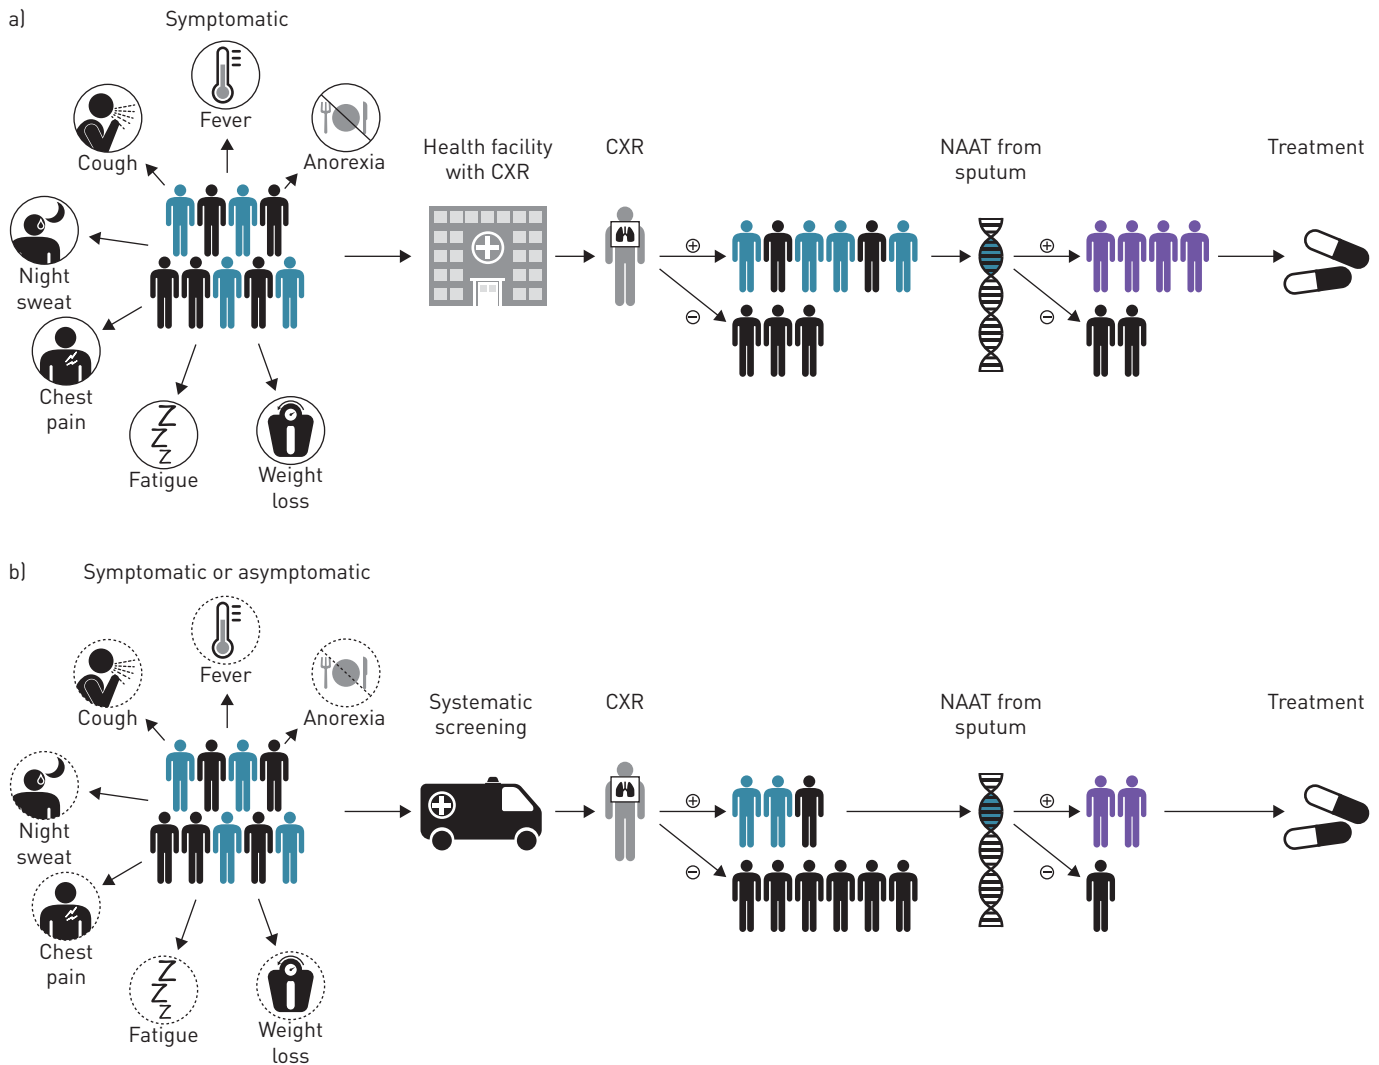 a)
Symptomatic
Fever
Cough
Anorexia
Night
sweat
Chest
pain
Z
Z
Z
Fatigue
Weight
loss
Health facility
with CXR
CXR
NAAT from
sputum
Treatment
+
−
+
−
b)
Symptomatic or asymptomatic
Fever
Cough
Anorexia
Night
sweat
Chest
pain
Z
Z
Z
Fatigue
Weight
loss
Systematic
screening
CXR
NAAT from
sputum
Treatment
+
−
+
−